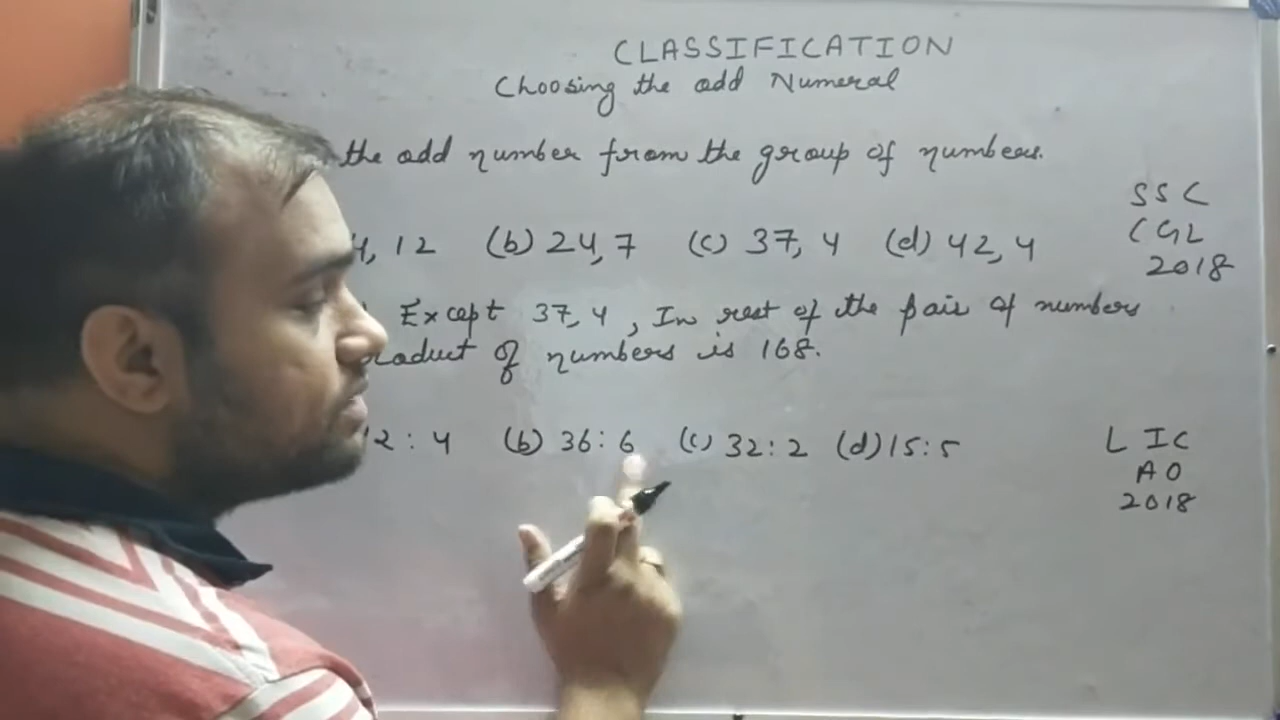 CLASSIFICATION
Choosing the odd Numeral
the odd number from the group of numbers.
4, 12 (b) 24, 7 (c) 37, 4 (d) 42, 4
SSC
CGL
2018
Except 37, 4, In rest of the pair of numbers
roduct of numbers is 168.
2 : 4 (b) 36 : 6 (c) 32 : 2 (d) 15 : 5
LIC
AO
2018